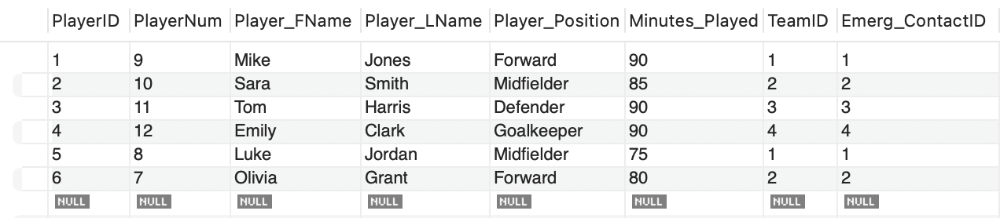 PlayerID PlayerNum Player_FName Player_LName Player_Position Minutes_Played TeamID Emerg_ContactID
1 9 Mike Jones Forward 90 1 1
2 10 Sara Smith Midfielder 85 2 2
3 11 Tom Harris Defender 90 3 3
4 12 Emily Clark Goalkeeper 90 4 4
5 8 Luke Jordan Midfielder 75 1 1
6 7 Olivia Grant Forward 80 2 2
NULL NULL NULL NULL NULL NULL NULL NULL